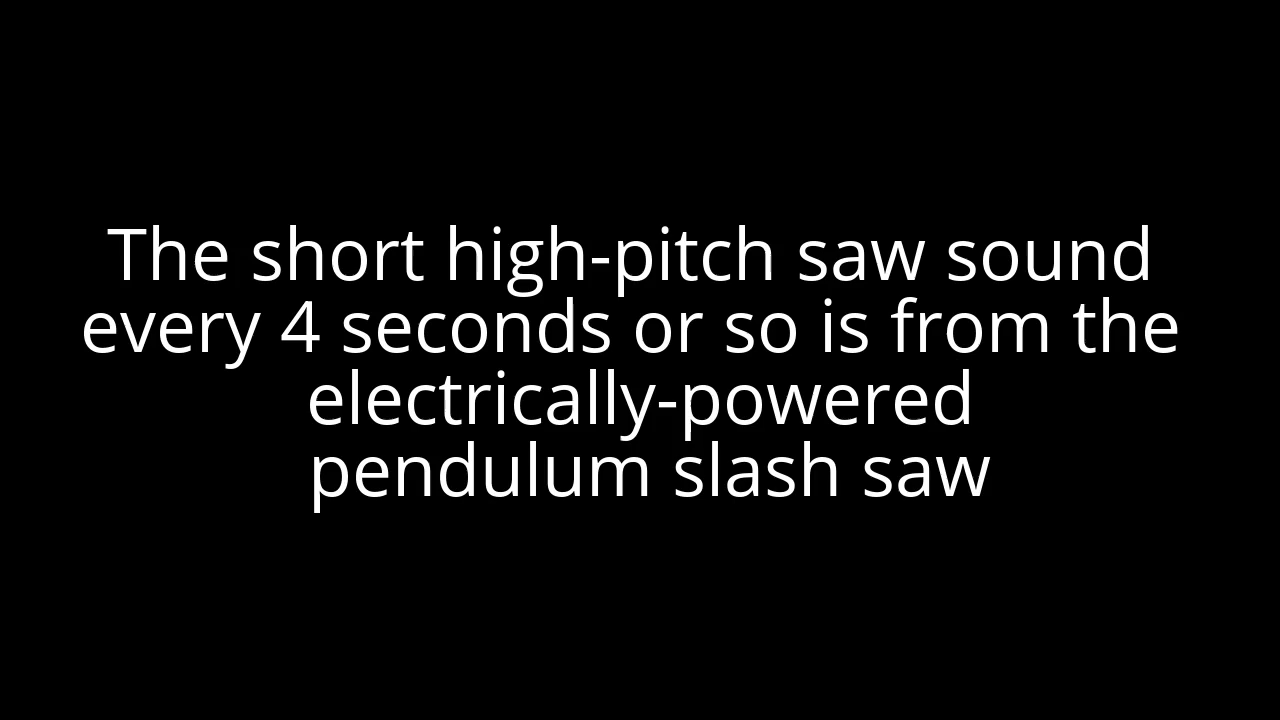 The short high-pitch saw sound
every 4 seconds or so is from the
electrically-powered
pendulum slash saw